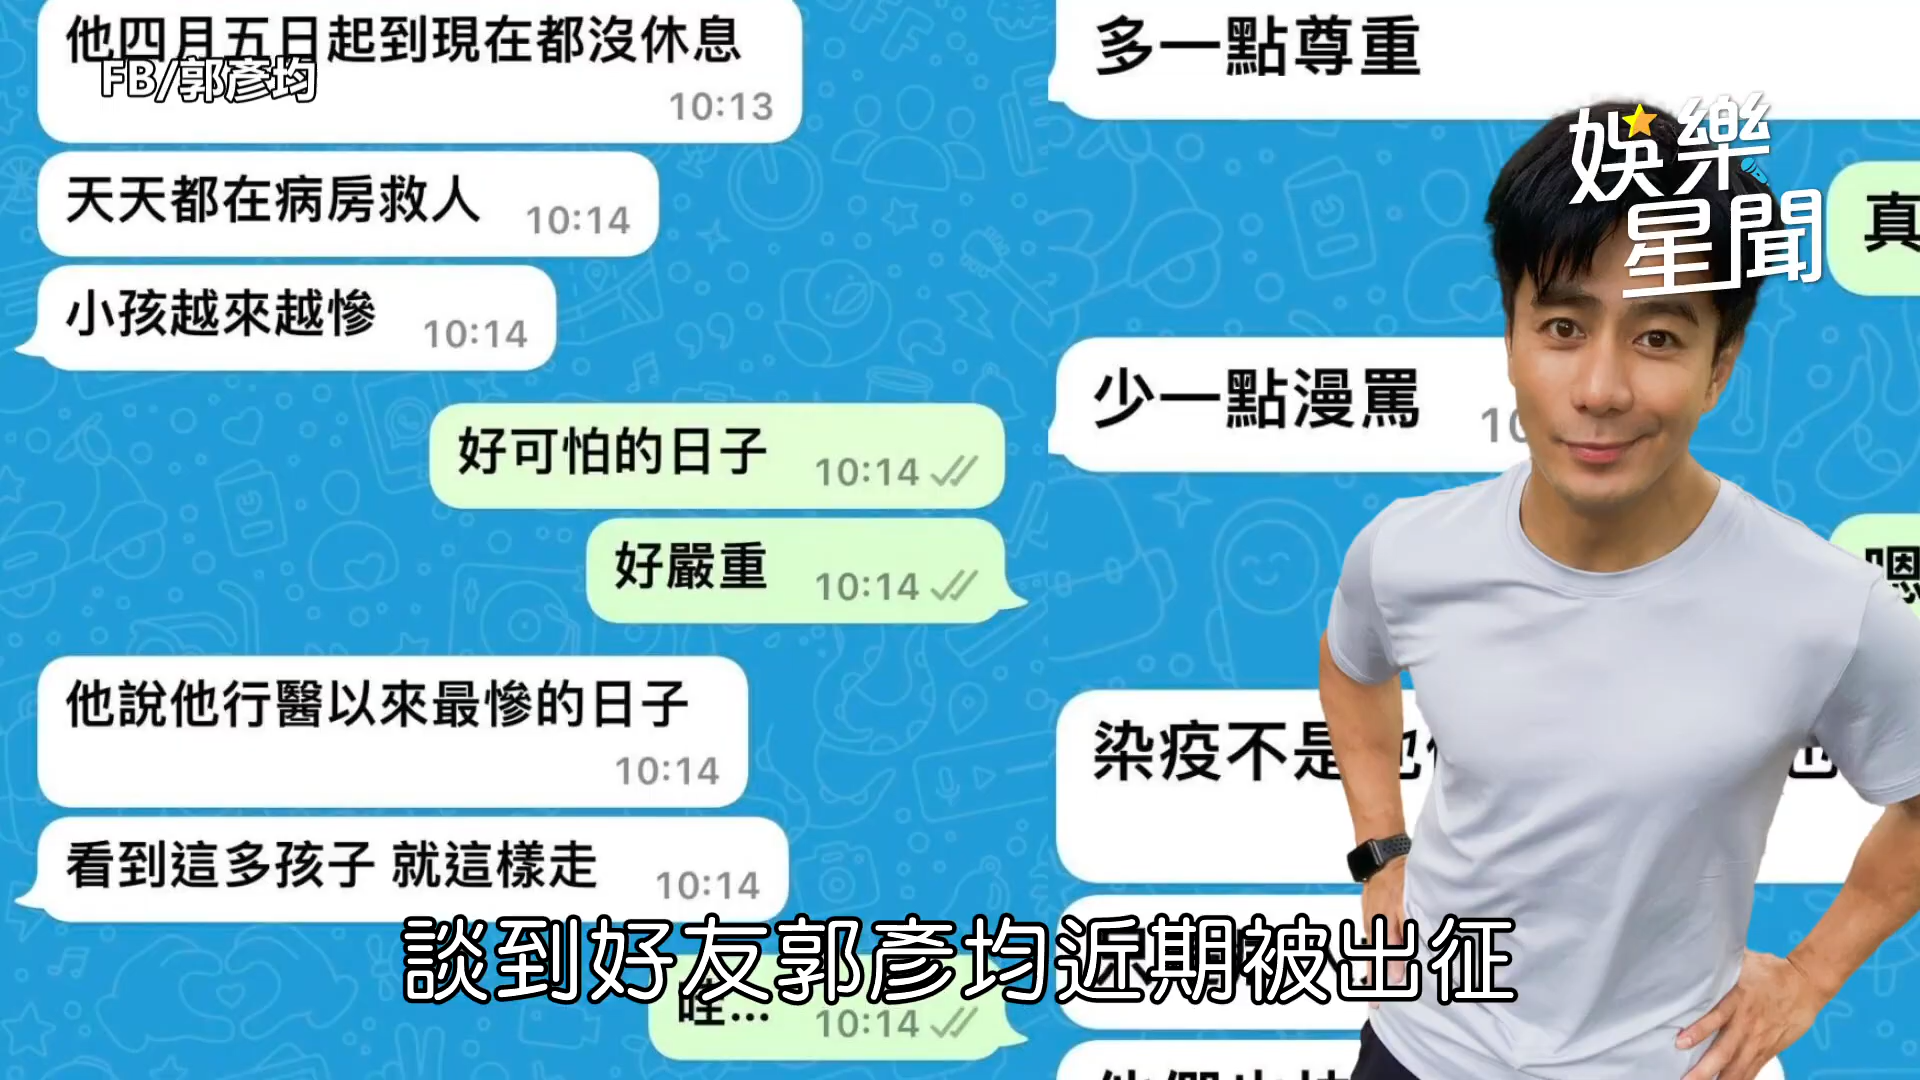 他四月五日起到現在都沒休息
FB/郭彥均
10:13
天天都在病房救人 10:14
小孩越來越慘 10:14
好可怕的日子 10:14
好嚴重 10:14
他說他行醫以來最慘的日子
10:14
看到這多孩子 就這樣走 10:14
哇... 10:14
多一點尊重
娛樂
星聞
真
少一點漫罵 10
嗯
染疫不是
談到好友郭彥均近期被出征